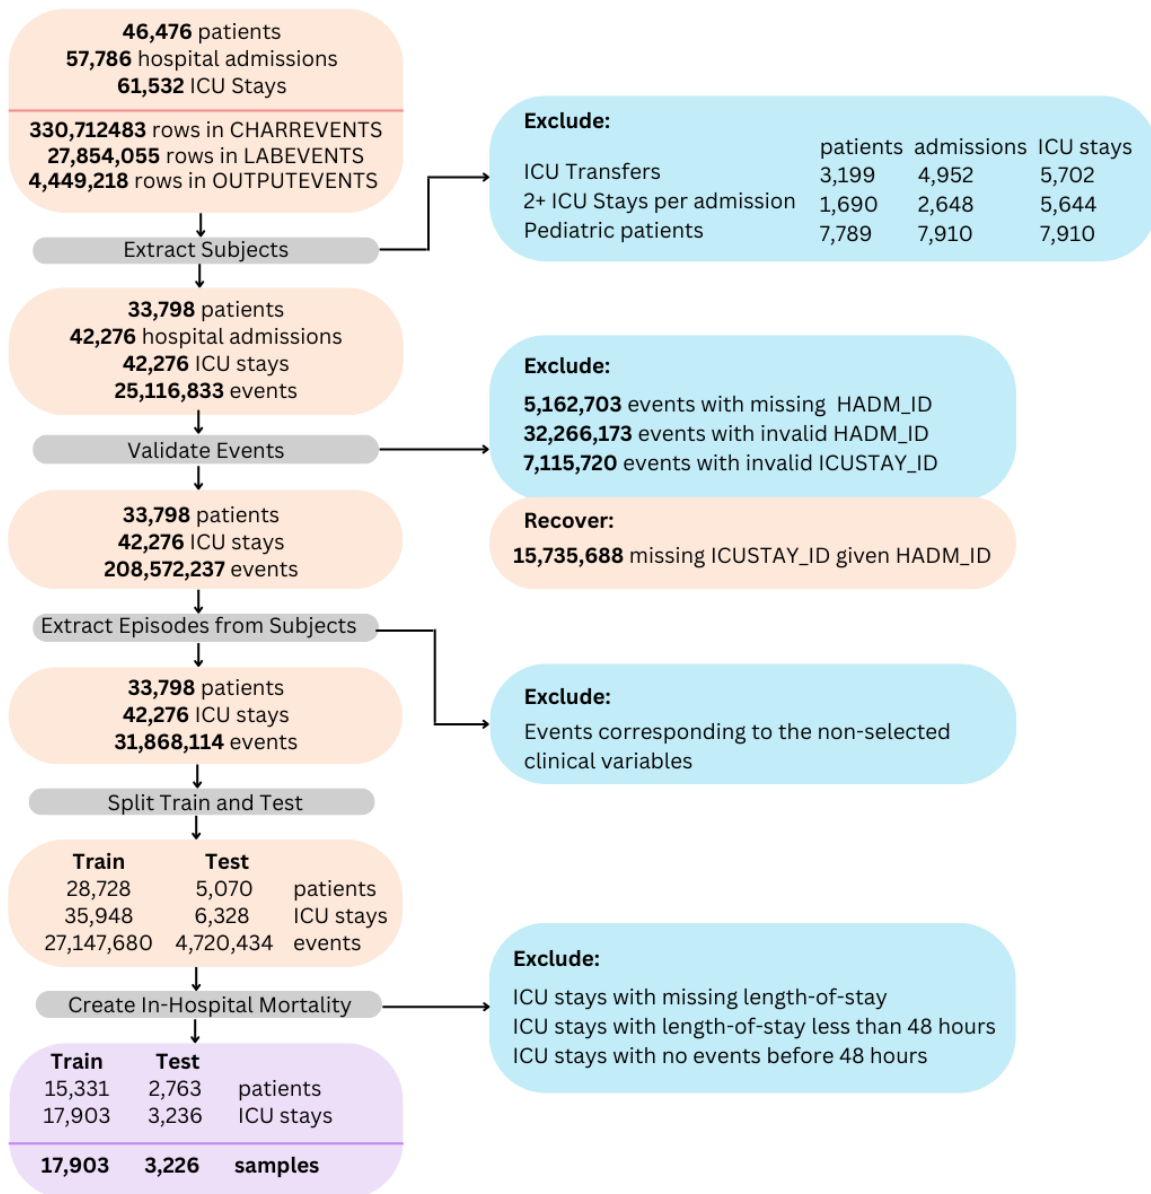 46,476 patients
57,786 hospital admissions
61,532 ICU Stays
330,712483 rows in CHARREVENTS
27,854,055 rows in LABEVENTS
4,449,218 rows in OUTPUTEVENTS
Extract Subjects
Exclude:
patients admissions ICU stays
ICU Transfers 3,199 4,952 5,702
2+ ICU Stays per admission 1,690 2,648 5,644
Pediatric patients 7,789 7,910 7,910
33,798 patients
42,276 hospital admissions
42,276 ICU stays
25,116,833 events
Validate Events
Exclude:
5,162,703 events with missing HADM_ID
32,266,173 events with invalid HADM_ID
7,115,720 events with invalid ICUSTAY_ID
Recover:
15,735,688 missing ICUSTAY_ID given HADM_ID
33,798 patients
42,276 ICU stays
208,572,237 events
Extract Episodes from Subjects
Exclude:
Events corresponding to the non-selected
clinical variables
33,798 patients
42,276 ICU stays
31,868,114 events
Split Train and Test
Train Test
28,728 5,070 patients
35,948 6,328 ICU stays
27,147,680 4,720,434 events
Create In-Hospital Mortality
Exclude:
ICU stays with missing length-of-stay
ICU stays with length-of-stay less than 48 hours
ICU stays with no events before 48 hours
Train Test
15,331 2,763 patients
17,903 3,236 ICU stays
17,903 3,226 samples